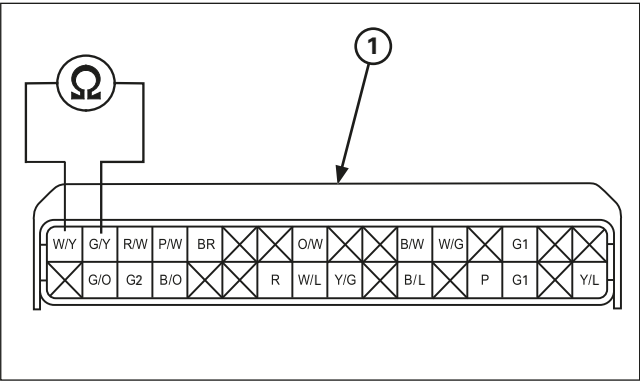 1
Ω
W/Y G/Y R/W P/W BR O/W B/W W/G G1
G/O G2 B/O R W/L Y/G B/L P G1 Y/L